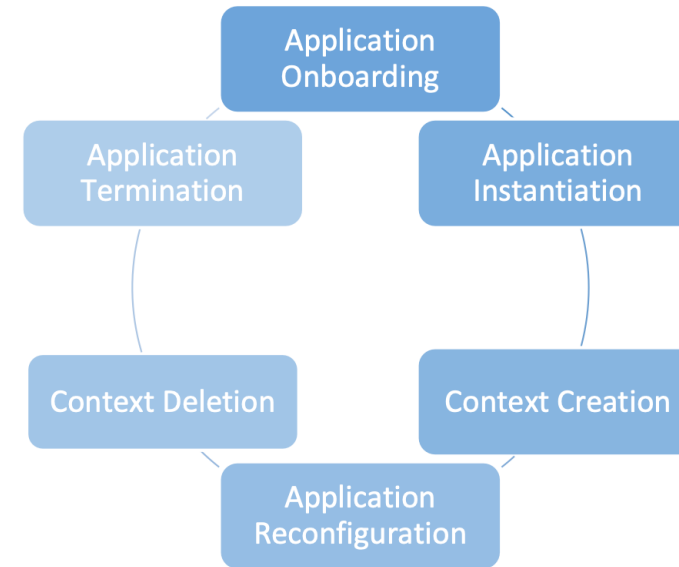 Application
Onboarding
Application
Termination
Application
Instantiation
Context Deletion
Context Creation
Application
Reconfiguration